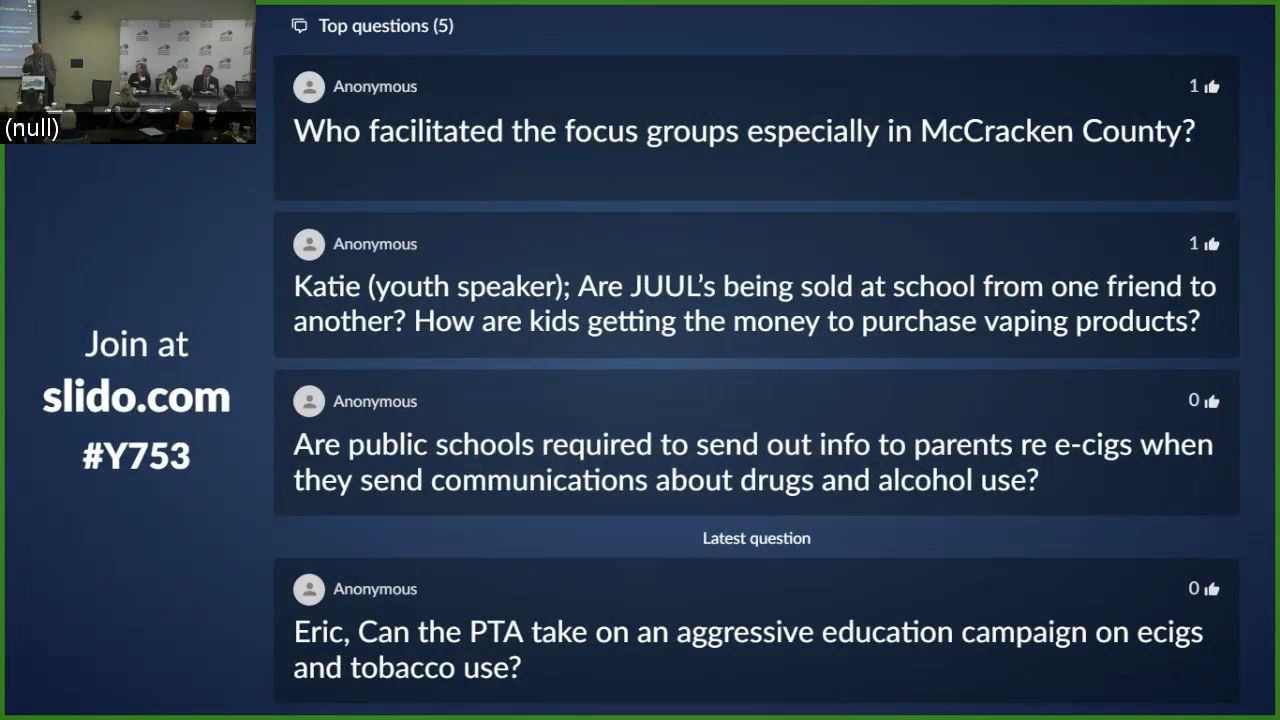 (null)
Top questions (5)
Anonymous
1
Who facilitated the focus groups especially in McCracken County?
Anonymous
1
Katie (youth speaker); Are JUUL's being sold at school from one friend to
another? How are kids getting the money to purchase vaping products?
Join at
slido.com
#Y753
Anonymous
0
Are public schools required to send out info to parents re e-cigs when
they send communications about drugs and alcohol use?
Latest question
Anonymous
0
Eric, Can the PTA take on an aggressive education campaign on ecigs
and tobacco use?